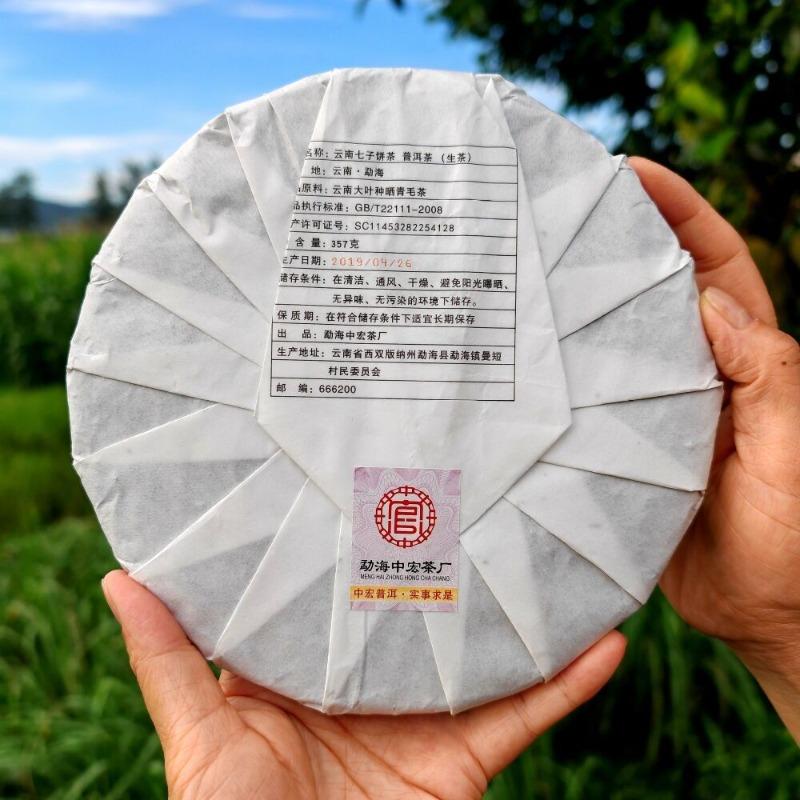 名称：云南七子饼茶 普洱茶（生茶）
地：云南·勐海
原料：云南大叶种晒青毛茶
品执行标准：GB/T22111-2008
产许可证号：SC11453282254128
含 量：357克
生产日期：2019/04/26
储存条件：在清洁、通风、干燥、避免阳光曝晒、
无异味、无污染的环境下储存。
保 质 期：在符合储存条件下适宜长期保存
出 品：勐海中宏茶厂
生产地址：云南省西双版纳州勐海县勐海镇曼短
村民委员会
邮 编：666200
勐海中宏茶厂
MENG HAI ZHONG HONG CHA CHANG
中宏普洱·实事求是